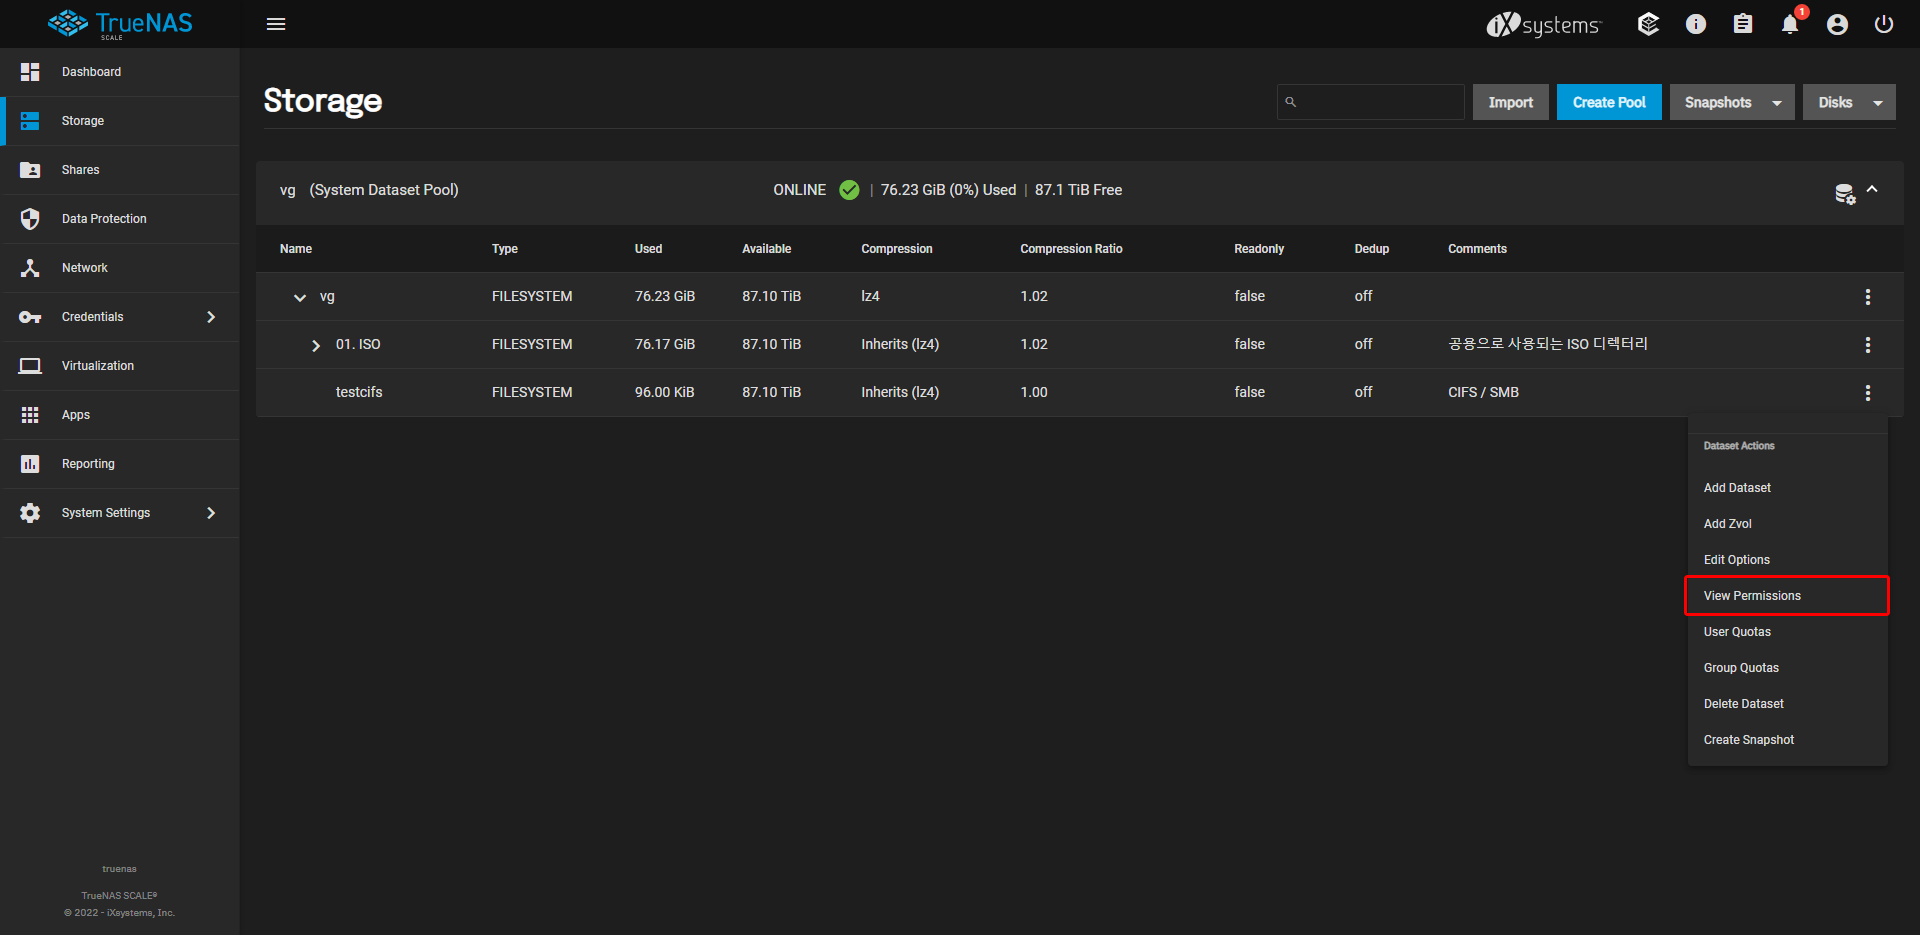 TrueNAS
SCALE
iXsystems™
1
Dashboard
Storage
Shares
Data Protection
Network
Credentials
Virtualization
Apps
Reporting
System Settings
truenas
TrueNAS SCALE®
© 2022 - iXsystems, Inc.
Storage
Import
Create Pool
Snapshots
Disks
vg (System Dataset Pool) ONLINE | 76.23 GiB (0%) Used | 87.1 TiB Free
Name Type Used Available Compression Compression Ratio Readonly Dedup Comments
vg FILESYSTEM 76.23 GiB 87.10 TiB lz4 1.02 false off
01. ISO FILESYSTEM 76.17 GiB 87.10 TiB Inherits (lz4) 1.02 false off 공용으로 사용되는 ISO 디렉터리
testcifs FILESYSTEM 96.00 KiB 87.10 TiB Inherits (lz4) 1.00 false off CIFS / SMB
Dataset Actions
Add Dataset
Add Zvol
Edit Options
View Permissions
User Quotas
Group Quotas
Delete Dataset
Create Snapshot